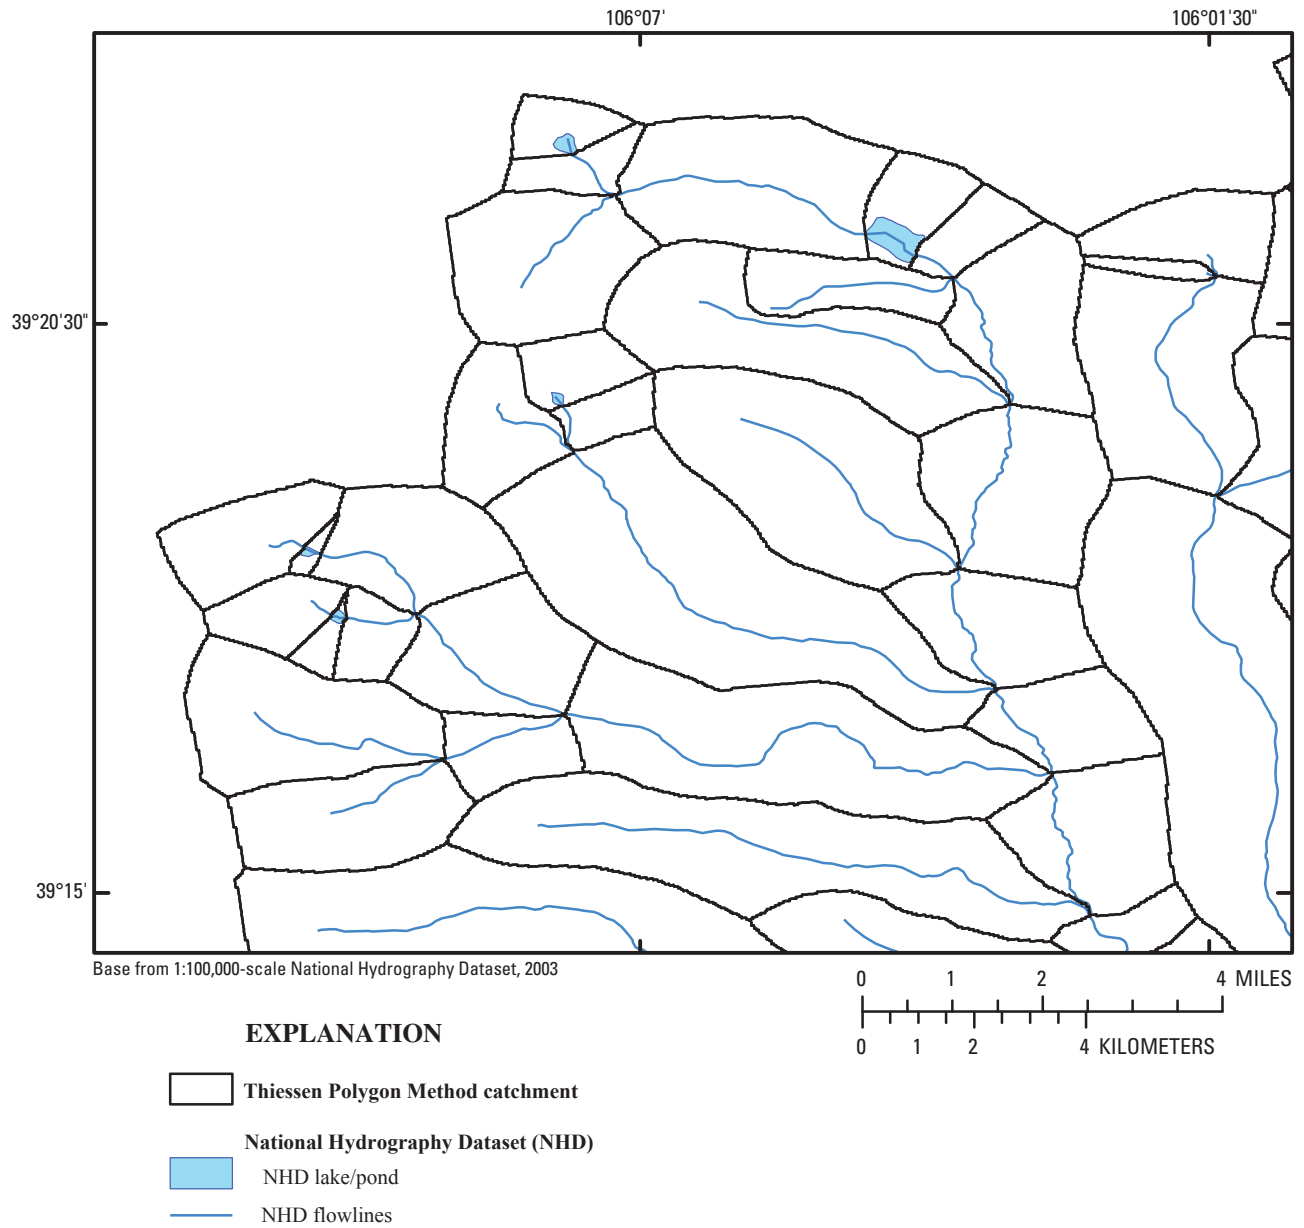 106°07' 106°01'30"
39°20'30"
39°15'
Base from 1:100,000-scale National Hydrography Dataset, 2003
0 1 2 4 MILES
0 1 2 4 KILOMETERS
EXPLANATION
Thiessen Polygon Method catchment
National Hydrography Dataset (NHD)
NHD lake/pond
NHD flowlines